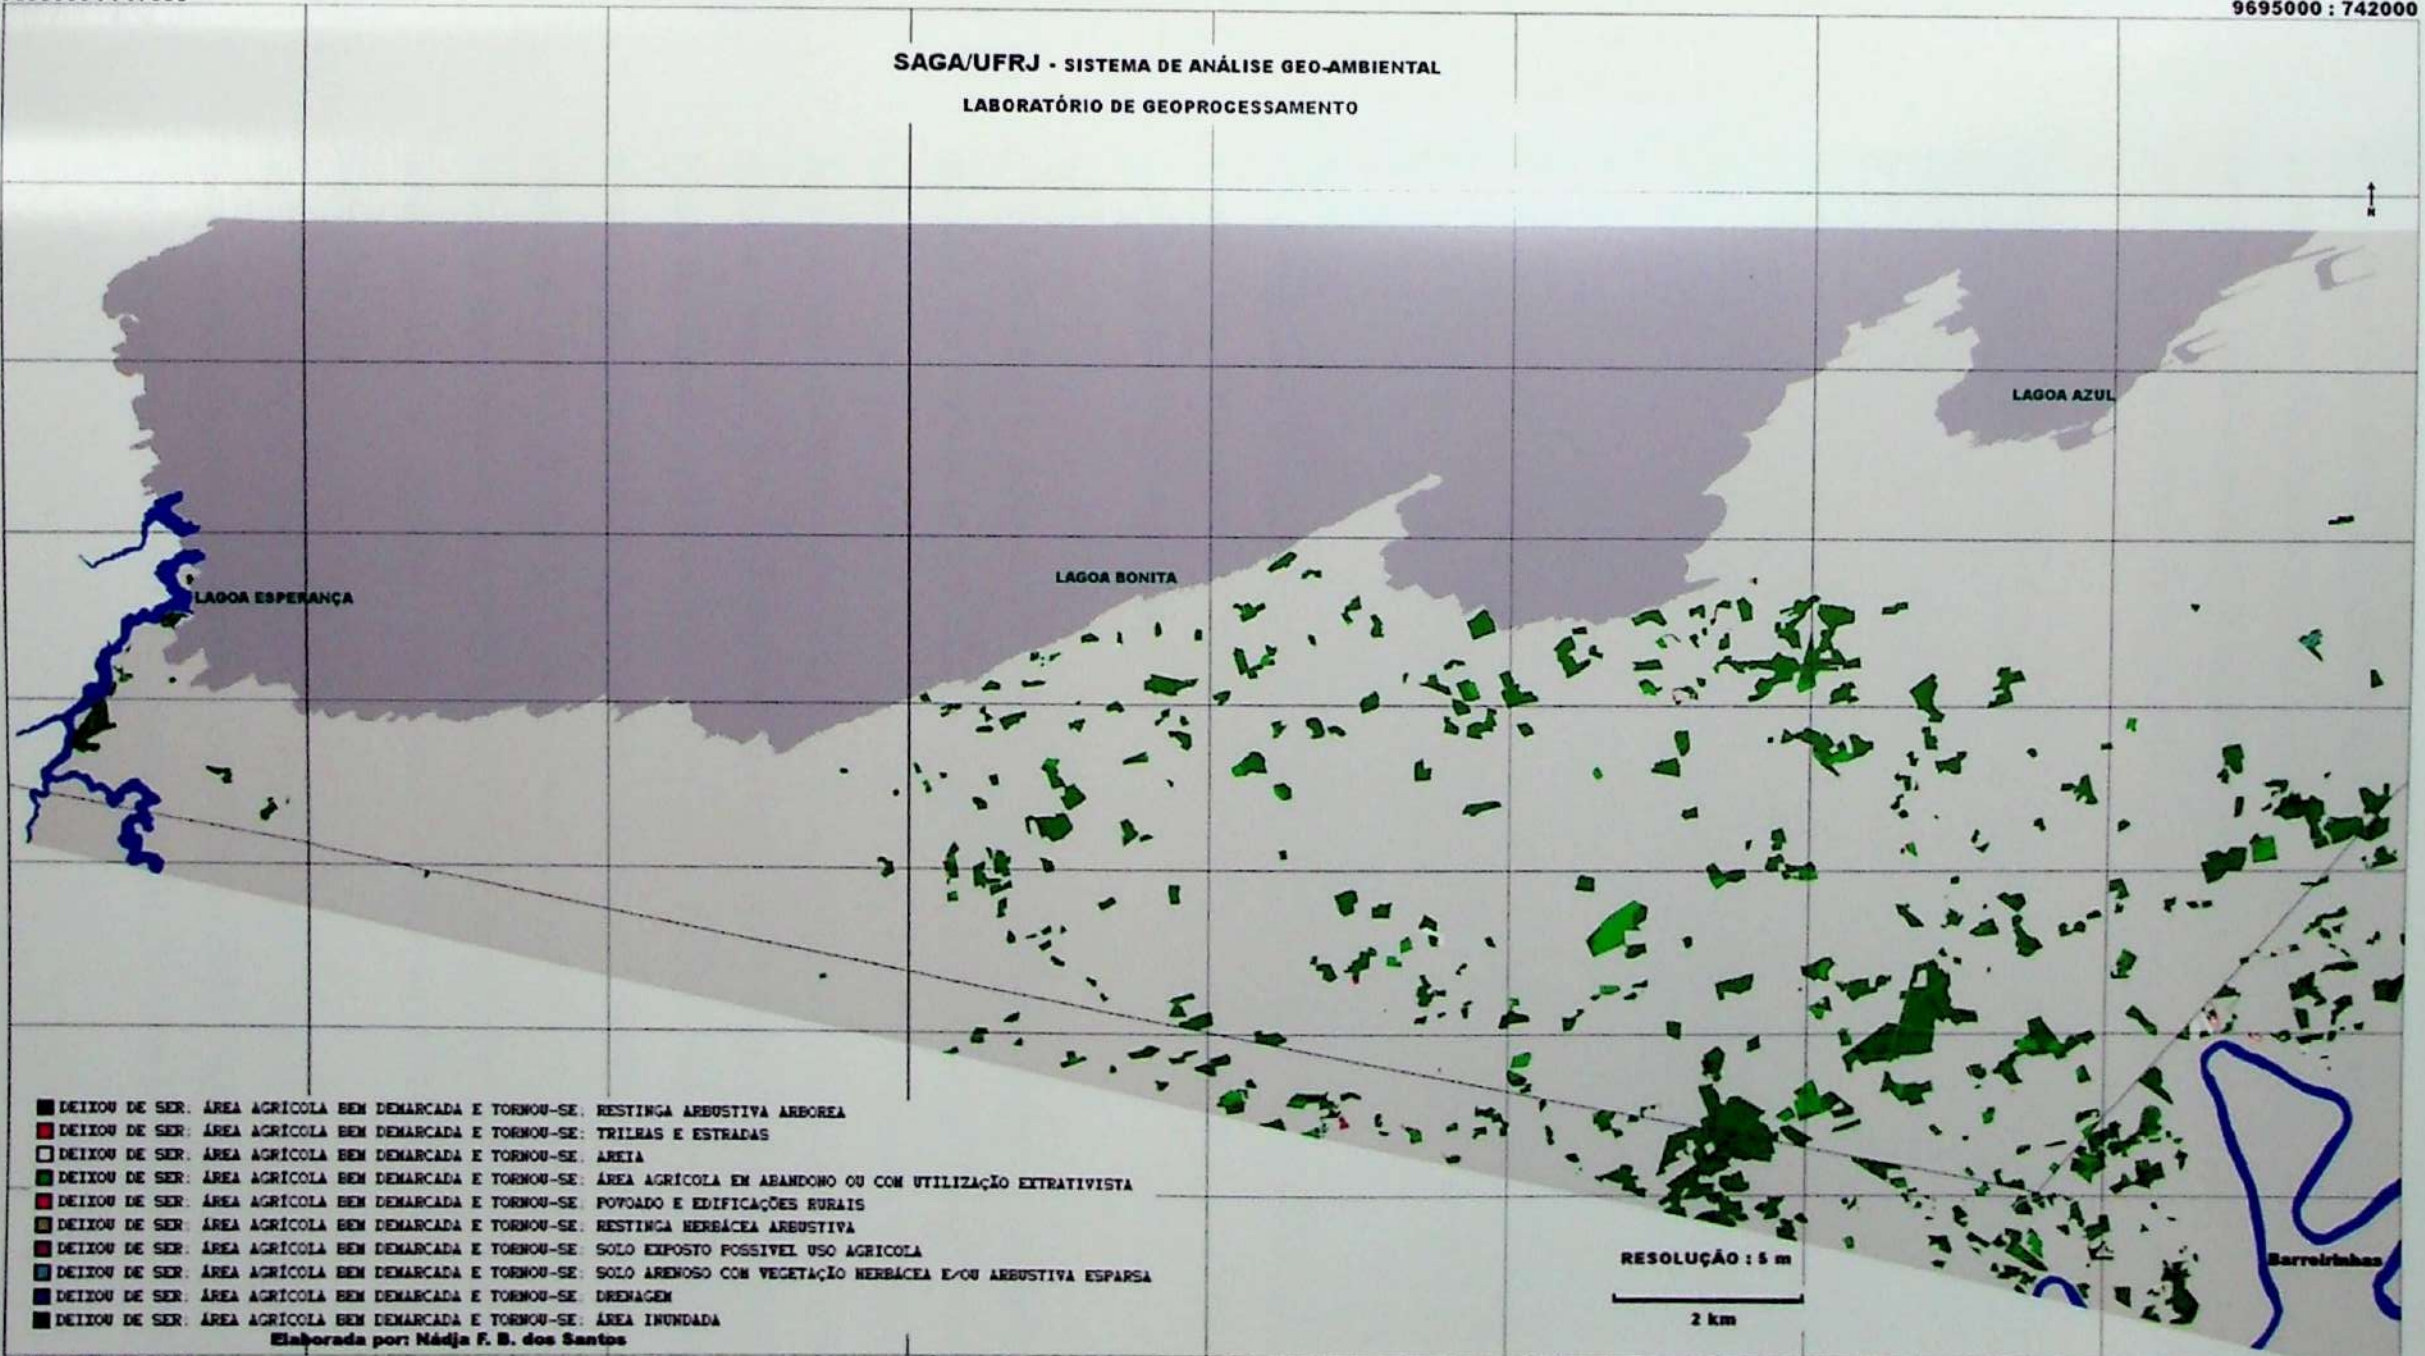 9695000 : 742000
SAGA/UFRJ - SISTEMA DE ANÁLISE GEO-AMBIENTAL
LABORATÓRIO DE GEOPROCESSAMENTO
N
LAGOA AZUL
LAGOA BONITA
LAGOA ESPERANÇA
DEIXOU DE SER: ÁREA AGRÍCOLA BEM DEMARCADA E TORNOU-SE: RESTINGA ARBUSTIVA ARBOREA
DEIXOU DE SER: ÁREA AGRÍCOLA BEM DEMARCADA E TORNOU-SE: TRILHAS E ESTRADAS
DEIXOU DE SER: ÁREA AGRÍCOLA BEM DEMARCADA E TORNOU-SE: AREIA
DEIXOU DE SER: ÁREA AGRÍCOLA BEM DEMARCADA E TORNOU-SE: ÁREA AGRÍCOLA EM ABANDONO OU COM UTILIZAÇÃO EXTRATIVISTA
DEIXOU DE SER: ÁREA AGRÍCOLA BEM DEMARCADA E TORNOU-SE: POVOADO E EDIFICAÇÕES RURAIS
DEIXOU DE SER: ÁREA AGRÍCOLA BEM DEMARCADA E TORNOU-SE: RESTINGA HERBÁCEA ARBUSTIVA
DEIXOU DE SER: ÁREA AGRÍCOLA BEM DEMARCADA E TORNOU-SE: SOLO EXPOSTO POSSIVEL USO AGRICOLA
DEIXOU DE SER: ÁREA AGRÍCOLA BEM DEMARCADA E TORNOU-SE: SOLO ARENOSO COM VEGETAÇÃO HERBÁCEA E/OU ARBUSTIVA ESPARSA
DEIXOU DE SER: ÁREA AGRÍCOLA BEM DEMARCADA E TORNOU-SE: DRENAGEM
DEIXOU DE SER: ÁREA AGRÍCOLA BEM DEMARCADA E TORNOU-SE: ÁREA INUNDADA
Elaborada por: Nádja F. B. dos Santos
RESOLUÇÃO : 5 m
2 km
Barreirinhas